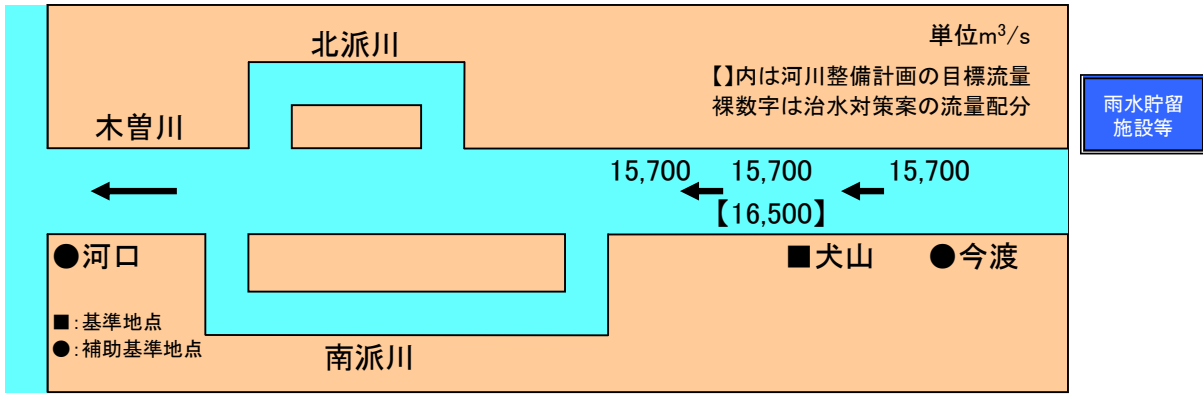 単位m³/s
【】内は河川整備計画の目標流量
裸数字は治水対策案の流量配分
雨水貯留
施設等
北派川
木曽川
15,700 15,700 15,700
【16,500】
●河口
■犬山 ●今渡
■:基準地点
●:補助基準地点
南派川